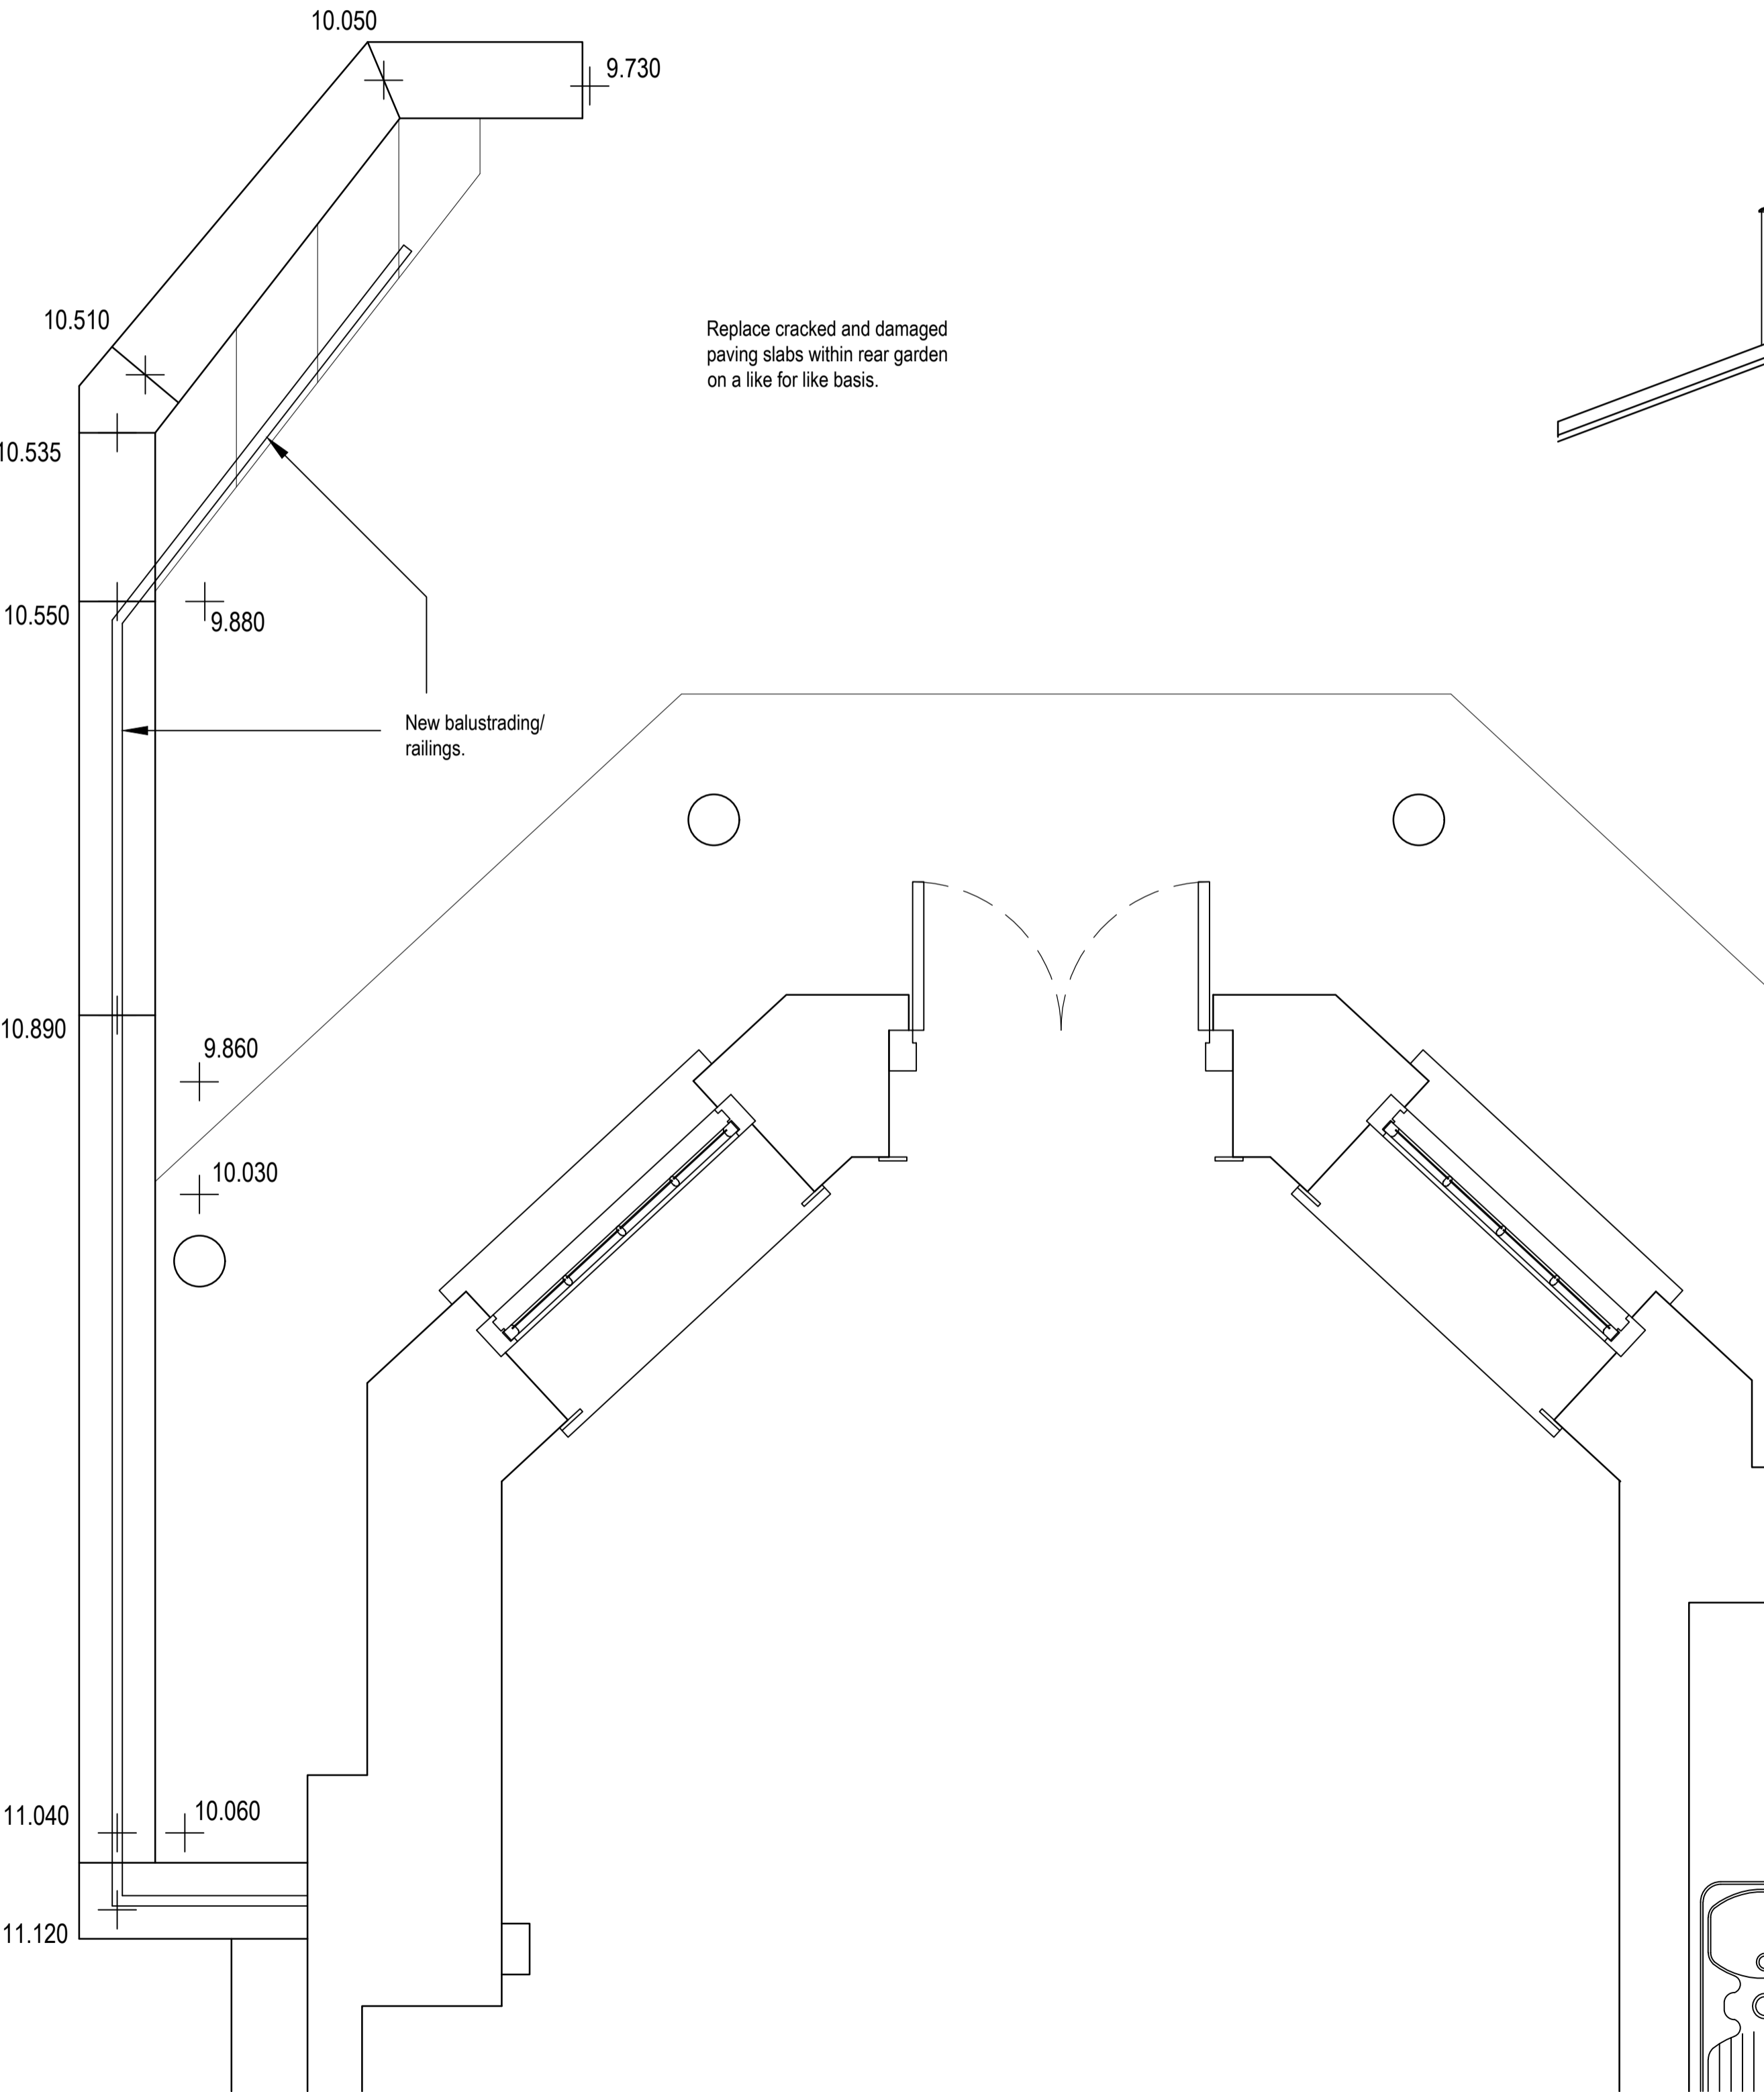 10.050
9.730
10.510
Replace cracked and damaged
paving slabs within rear garden
on a like for like basis.
10.535
10.550
9.880
New balustrading/
railings.
10.890
9.860
10.030
11.040
10.060
11.120